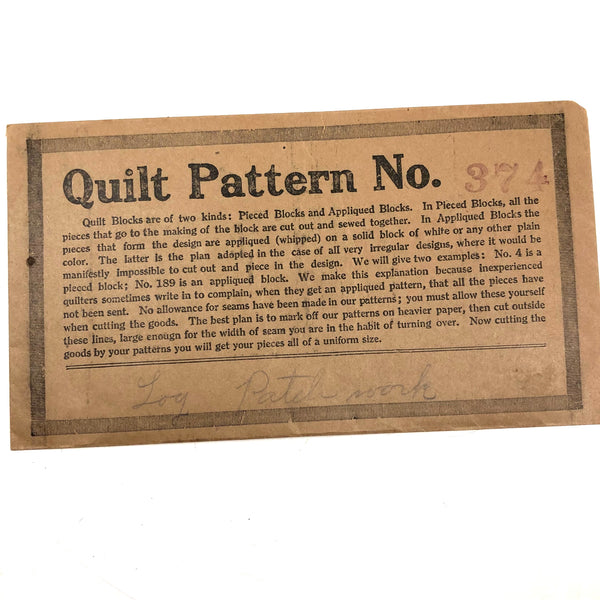 Quilt Pattern No. 374
Quilt Blocks are of two kinds: Pieced Blocks and Appliqued Blocks. In Pieced Blocks, all the
pieces that go to the making of the block are cut out and sewed together. In Appliqued Blocks the
pieces that form the design are appliqued (whipped) on a solid block of white or any other plain
color. The latter is the plan adopted in the case of all very irregular designs, where it would be
manifestly impossible to cut out and piece in the design. We will give two examples: No. 4 is a
pieced block; No. 189 is an appliqued block. We make this explanation because inexperienced
quilters sometimes write in to complain, when they get an appliqued pattern, that all the pieces have
not been sent. No allowance for seams have been made in our patterns; you must allow these yourself
when cutting the goods. The best plan is to mark off our patterns on heavier paper, then cut outside
these lines, large enougn for the width of seam you are in the habit of turning over. Now cutting the
goods by your patterns you will get your pieces all of a uniform size.
Log Patch work